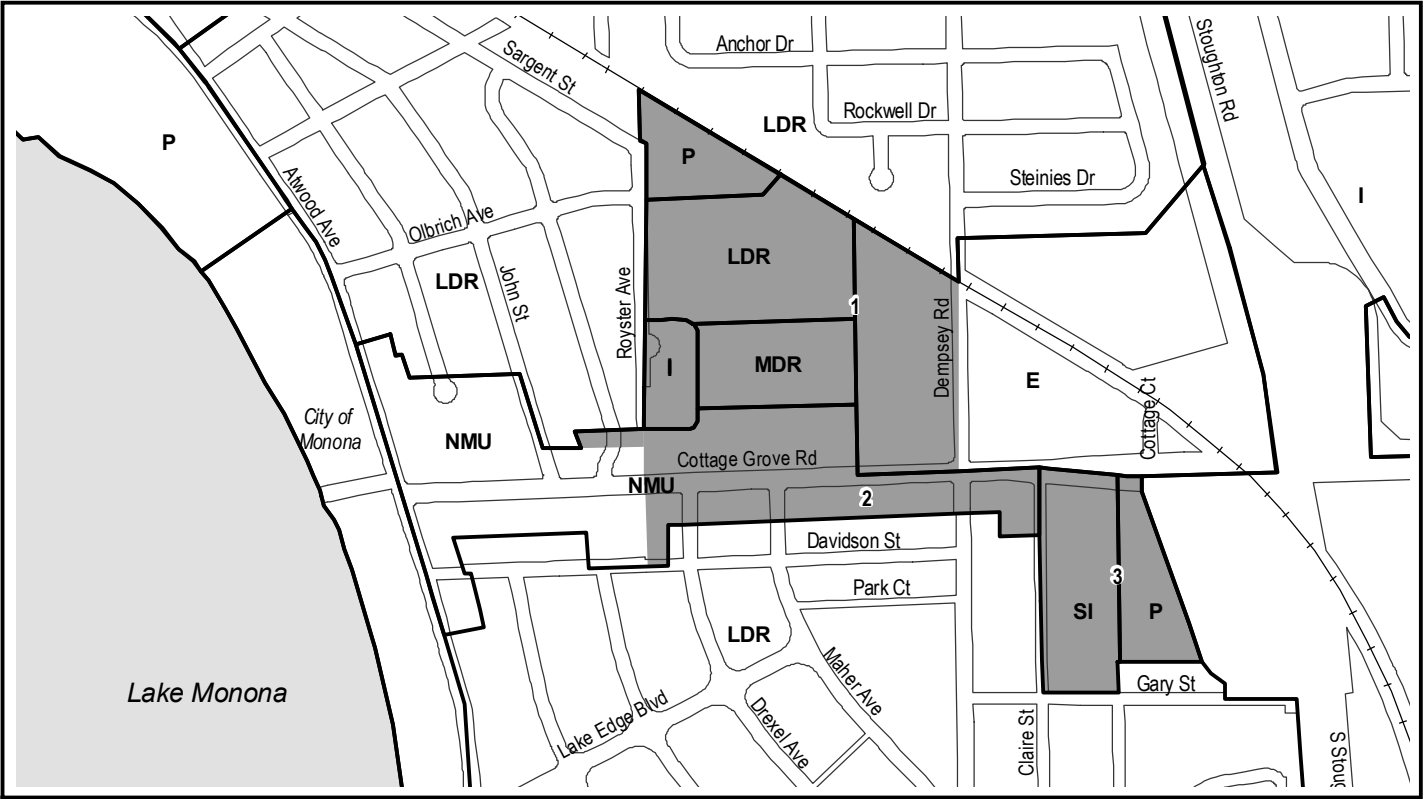 Anchor Dr
Sargent St
Stoughton Rd
Rockwell Dr
LDR
P
P
Steinies Dr
I
Atwood Ave
Olbrich Ave
LDR
LDR
John St
Royster Ave
1
Dempsey Rd
I
MDR
E
Cottage Ct
City of
Monona
NMU
Cottage Grove Rd
NMU
2
Davidson St
3
Park Ct
SI
P
LDR
Maher Ave
Gary St
Lake Monona
Lake Edge Blvd
Drexel Ave
Claire St
S Stou